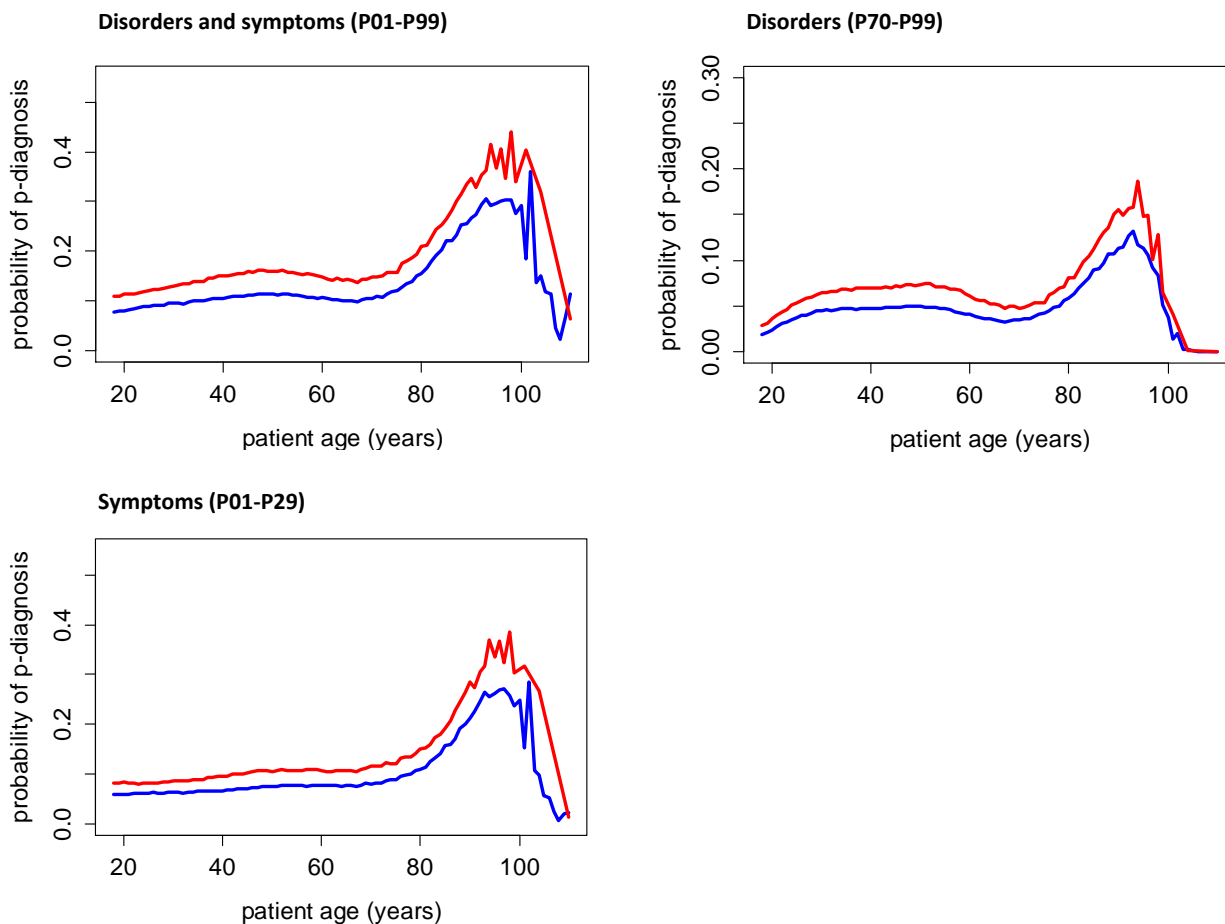 Disorders and symptoms (P01-P99)
probability of p-diagnosis
0.0 0.2 0.4
20 40 60 80 100
patient age (years)
Disorders (P70-P99)
probability of p-diagnosis
0.00 0.10 0.20 0.30
20 40 60 80 100
patient age (years)
Symptoms (P01-P29)
probability of p-diagnosis
0.0 0.2 0.4
20 40 60 80 100
patient age (years)